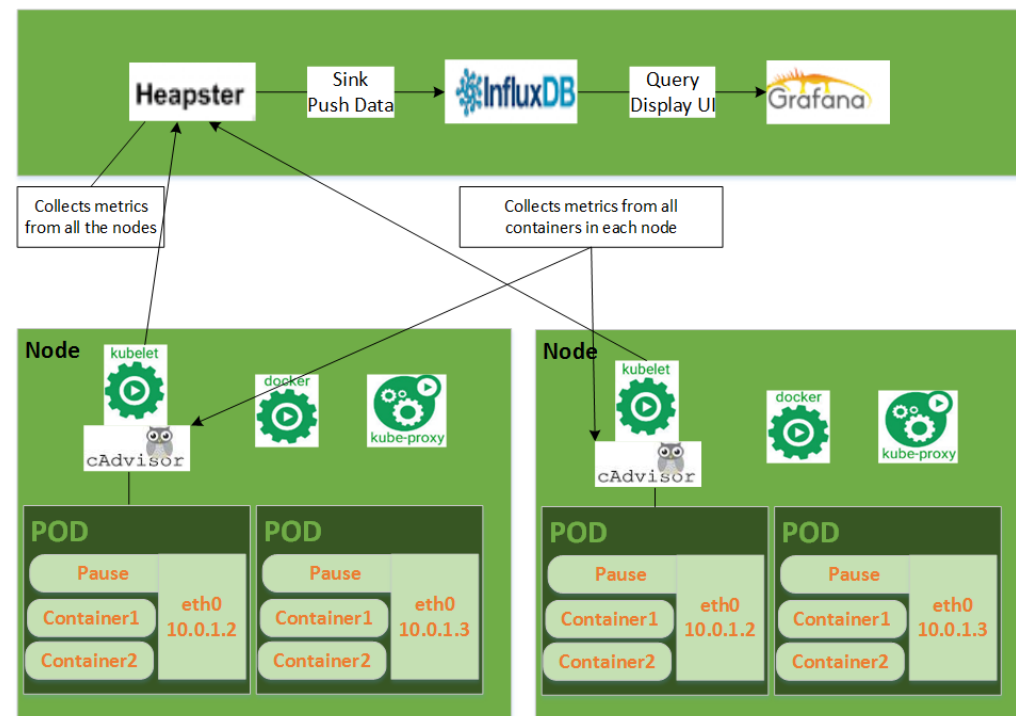 Heapster
Sink
Push Data
InfluxDB
Query
Display UI
Grafana
Collects metrics
from all the nodes
Collects metrics from all
containers in each node
Node
kubelet
docker
kube-proxy
cAdvisor
POD
Pause
Container1
Container2
eth0
10.0.1.2
POD
Pause
Container1
Container2
eth0
10.0.1.3
Node
kubelet
docker
kube-proxy
cAdvisor
POD
Pause
Container1
Container2
eth0
10.0.1.2
POD
Pause
Container1
Container2
eth0
10.0.1.3